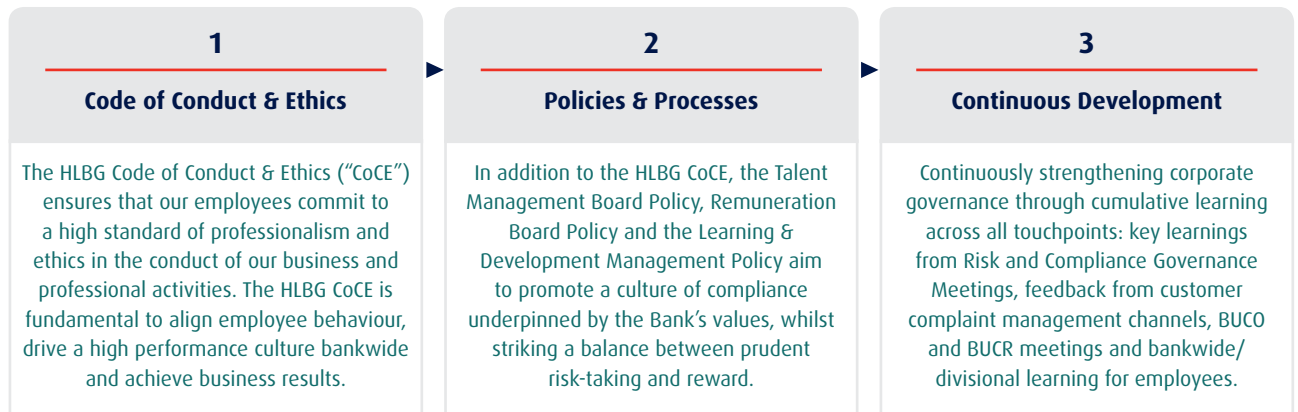 1
Code of Conduct & Ethics
The HLBG Code of Conduct & Ethics (“CoCE”)
ensures that our employees commit to
a high standard of professionalism and
ethics in the conduct of our business and
professional activities. The HLBG CoCE is
fundamental to align employee behaviour,
drive a high performance culture bankwide
and achieve business results.
2
Policies & Processes
In addition to the HLBG CoCE, the Talent
Management Board Policy, Remuneration
Board Policy and the Learning &
Development Management Policy aim
to promote a culture of compliance
underpinned by the Bank’s values, whilst
striking a balance between prudent
risk-taking and reward.
3
Continuous Development
Continuously strengthening corporate
governance through cumulative learning
across all touchpoints: key learnings
from Risk and Compliance Governance
Meetings, feedback from customer
complaint management channels, BUCO
and BUCR meetings and bankwide/
divisional learning for employees.